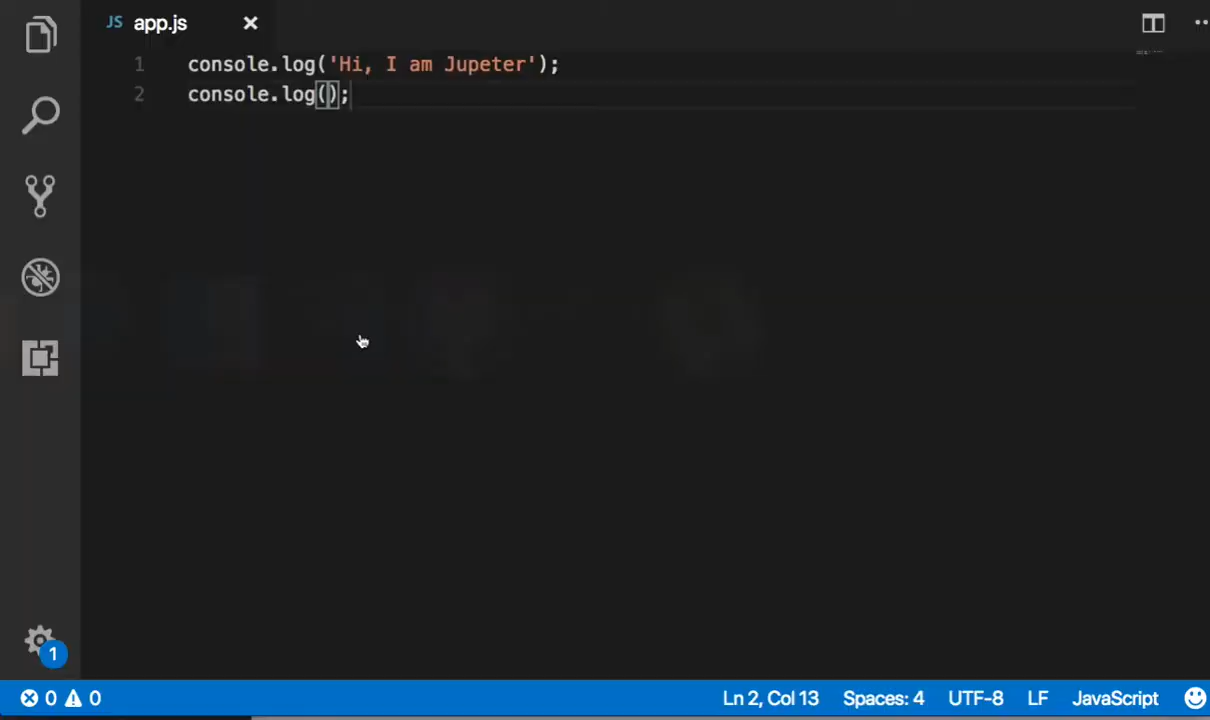 JS app.js
1 console.log('Hi, I am Jupeter');
2 console.log();
1
0 0 Ln 2, Col 13 Spaces: 4 UTF-8 LF JavaScript